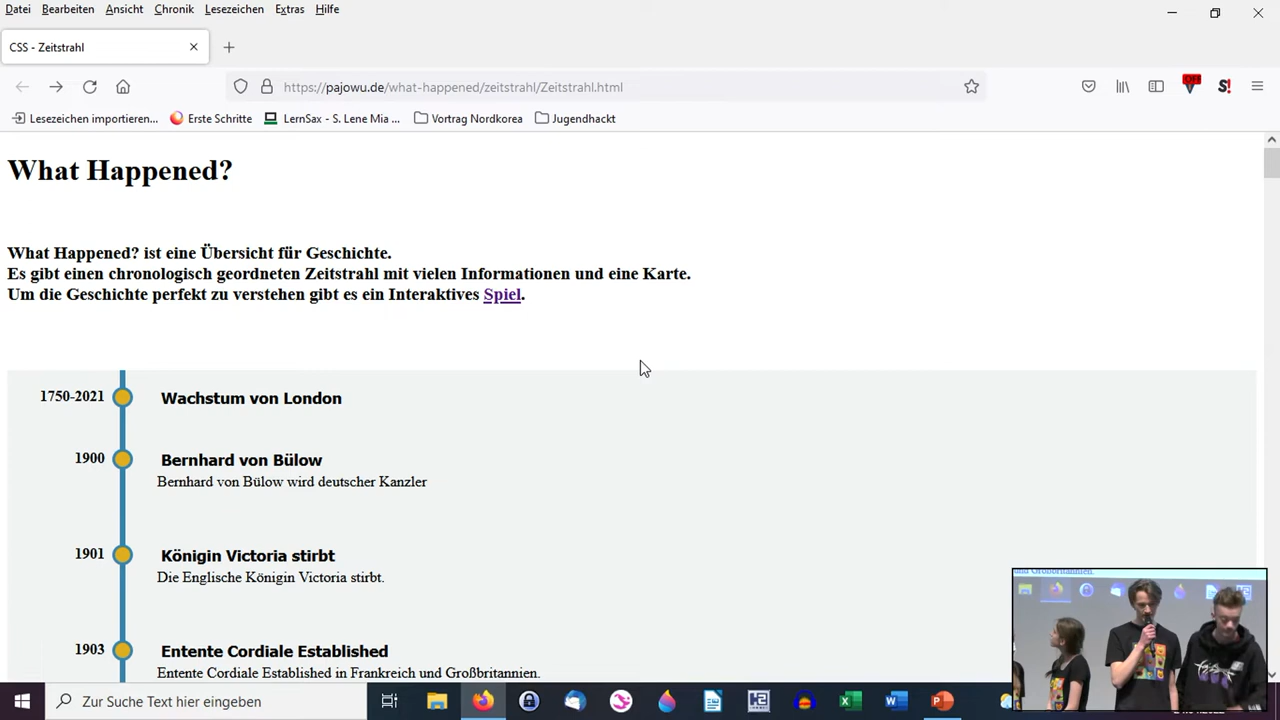 Datei Bearbeiten Ansicht Chronik Lesezeichen Extras Hilfe
CSS - Zeitstrahl
https://pajowu.de/what-happened/zeitstrahl/Zeitstrahl.html
OFF
S!
Lesezeichen importieren... Erste Schritte LernSax - S. Lene Mia ... Vortrag Nordkorea Jugendhackt
What Happened?
What Happened? ist eine Übersicht für Geschichte.
Es gibt einen chronologisch geordneten Zeitstrahl mit vielen Informationen und eine Karte.
Um die Geschichte perfekt zu verstehen gibt es ein Interaktives Spiel.
1750-2021 Wachstum von London
1900 Bernhard von Bülow
Bernhard von Bülow wird deutscher Kanzler
1901 Königin Victoria stirbt
Die Englische Königin Victoria stirbt.
1903 Entente Cordiale Established
Entente Cordiale Established in Frankreich und Großbritannien.
und Großbritannien.
Zur Suche Text hier eingeben